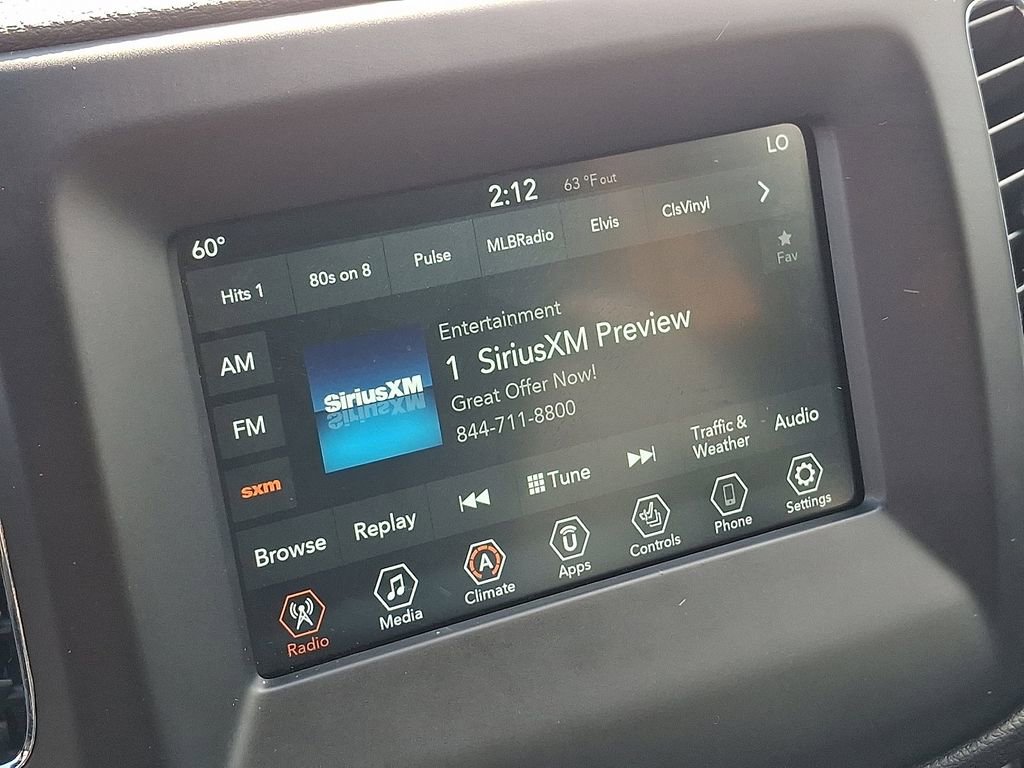 2:12
63 °F out
LO
60°
Hits 1
80s on 8
Pulse
MLBRadio
Elvis
ClsVinyl
Fav
AM
FM
sxm
SiriusXM
Entertainment
1 SiriusXM Preview
Great Offer Now!
844-711-8800
Browse
Replay
Tune
Traffic &
Weather
Audio
Radio
Media
A
Climate
Apps
Controls
Phone
Settings